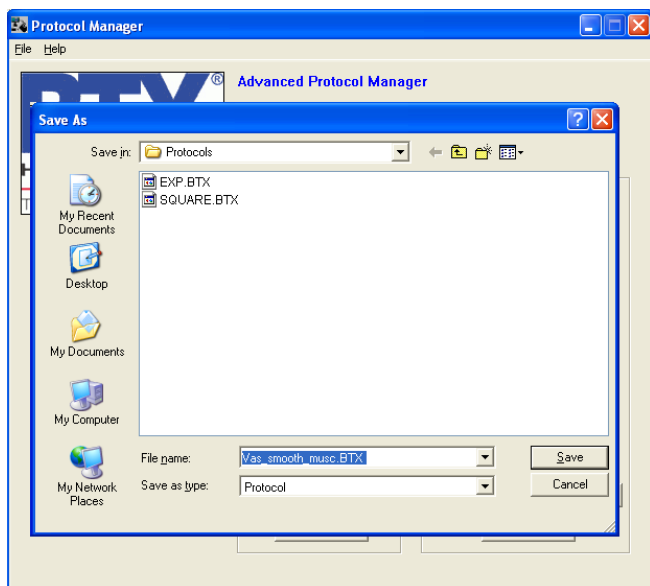 Protocol Manager
File Help
®
Advanced Protocol Manager
Save As
Save in: Protocols
EXP.BTX
SQUARE.BTX
My Recent
Documents
Desktop
My Documents
My Computer
My Network
Places
File name: Vas_smooth_musc.BTX Save
Save as type: Protocol Cancel